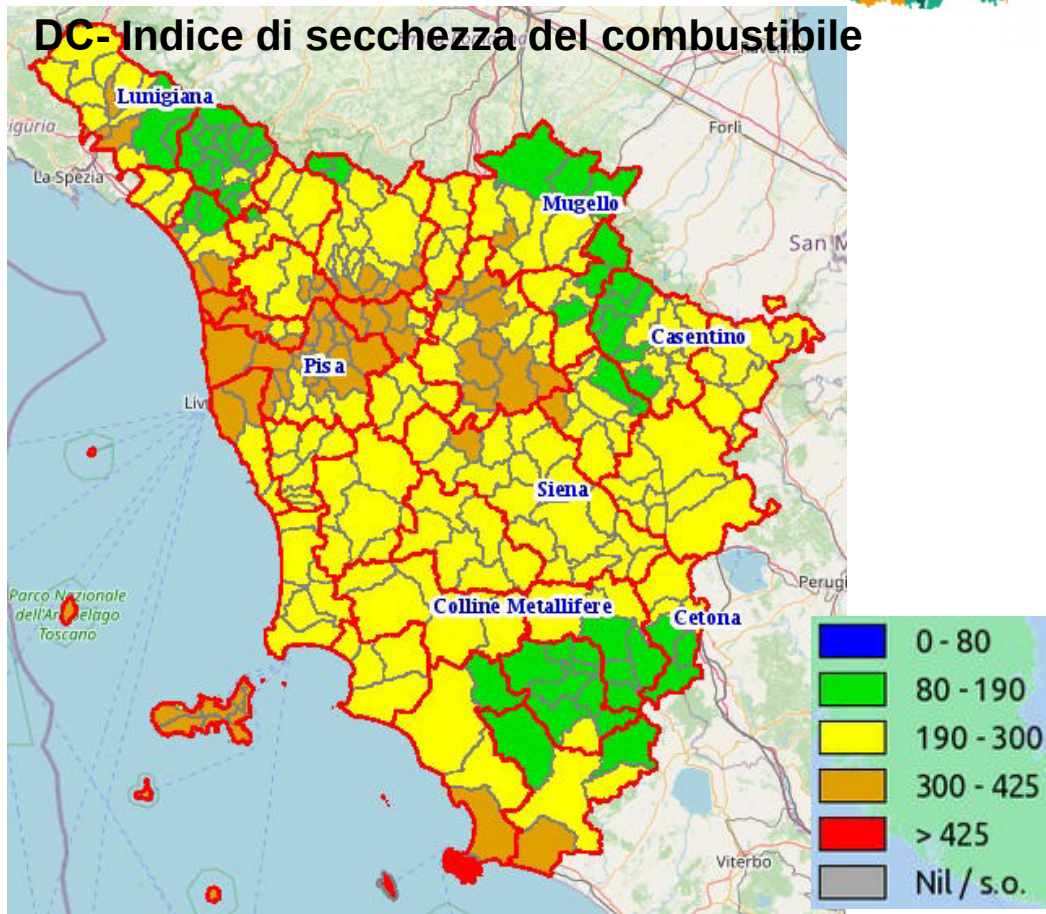 DC- Indice di secchezza del combustibile
Lunigiana
Forlì
La Spezia
Mugello
San M
Casentino
Pisa
Liv
Siena
Parco Nazionale
dell'Arcipelago
Toscano
Perugi
Colline Metallifere
Cetona
Viterbo
0 - 80
80 - 190
190 - 300
300 - 425
> 425
Nil / s.o.